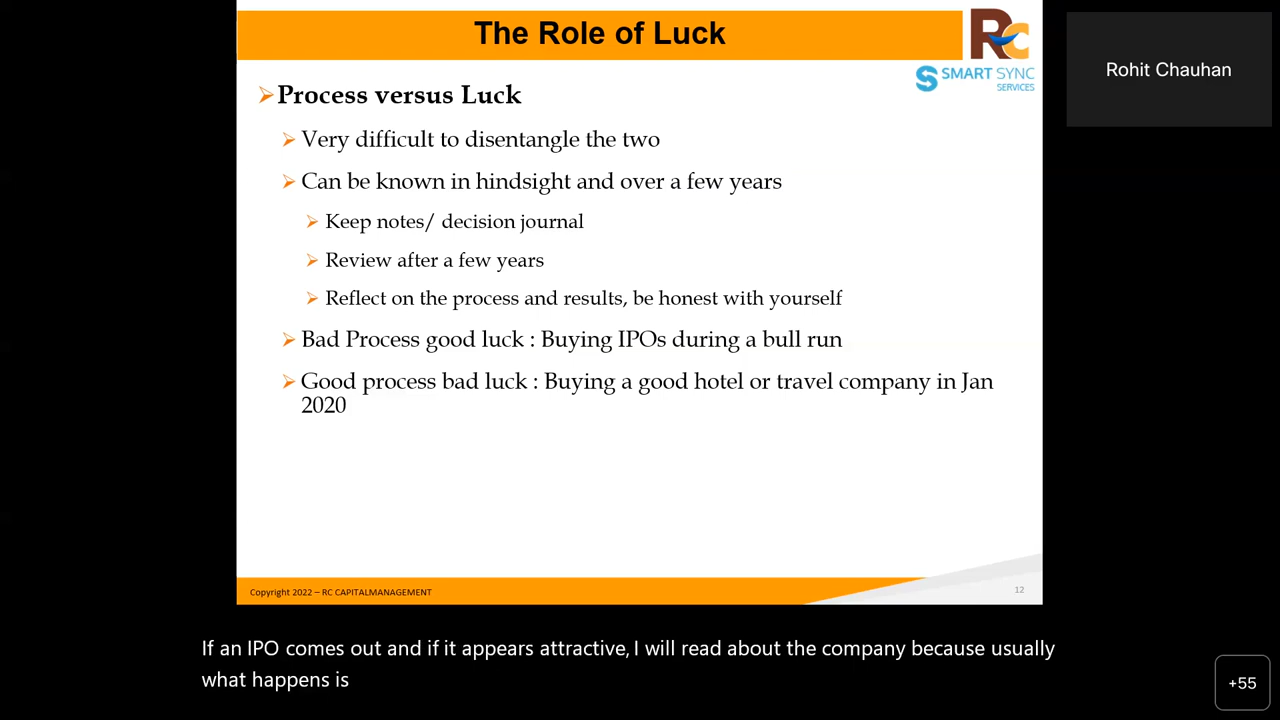 The Role of Luck
RC
SMART SYNC
SERVICES
Rohit Chauhan
Process versus Luck
Very difficult to disentangle the two
Can be known in hindsight and over a few years
Keep notes/ decision journal
Review after a few years
Reflect on the process and results, be honest with yourself
Bad Process good luck : Buying IPOs during a bull run
Good process bad luck : Buying a good hotel or travel company in Jan
2020
Copyright 2022 – RC CAPITALMANAGEMENT
12
If an IPO comes out and if it appears attractive, I will read about the company because usually
what happens is
+55